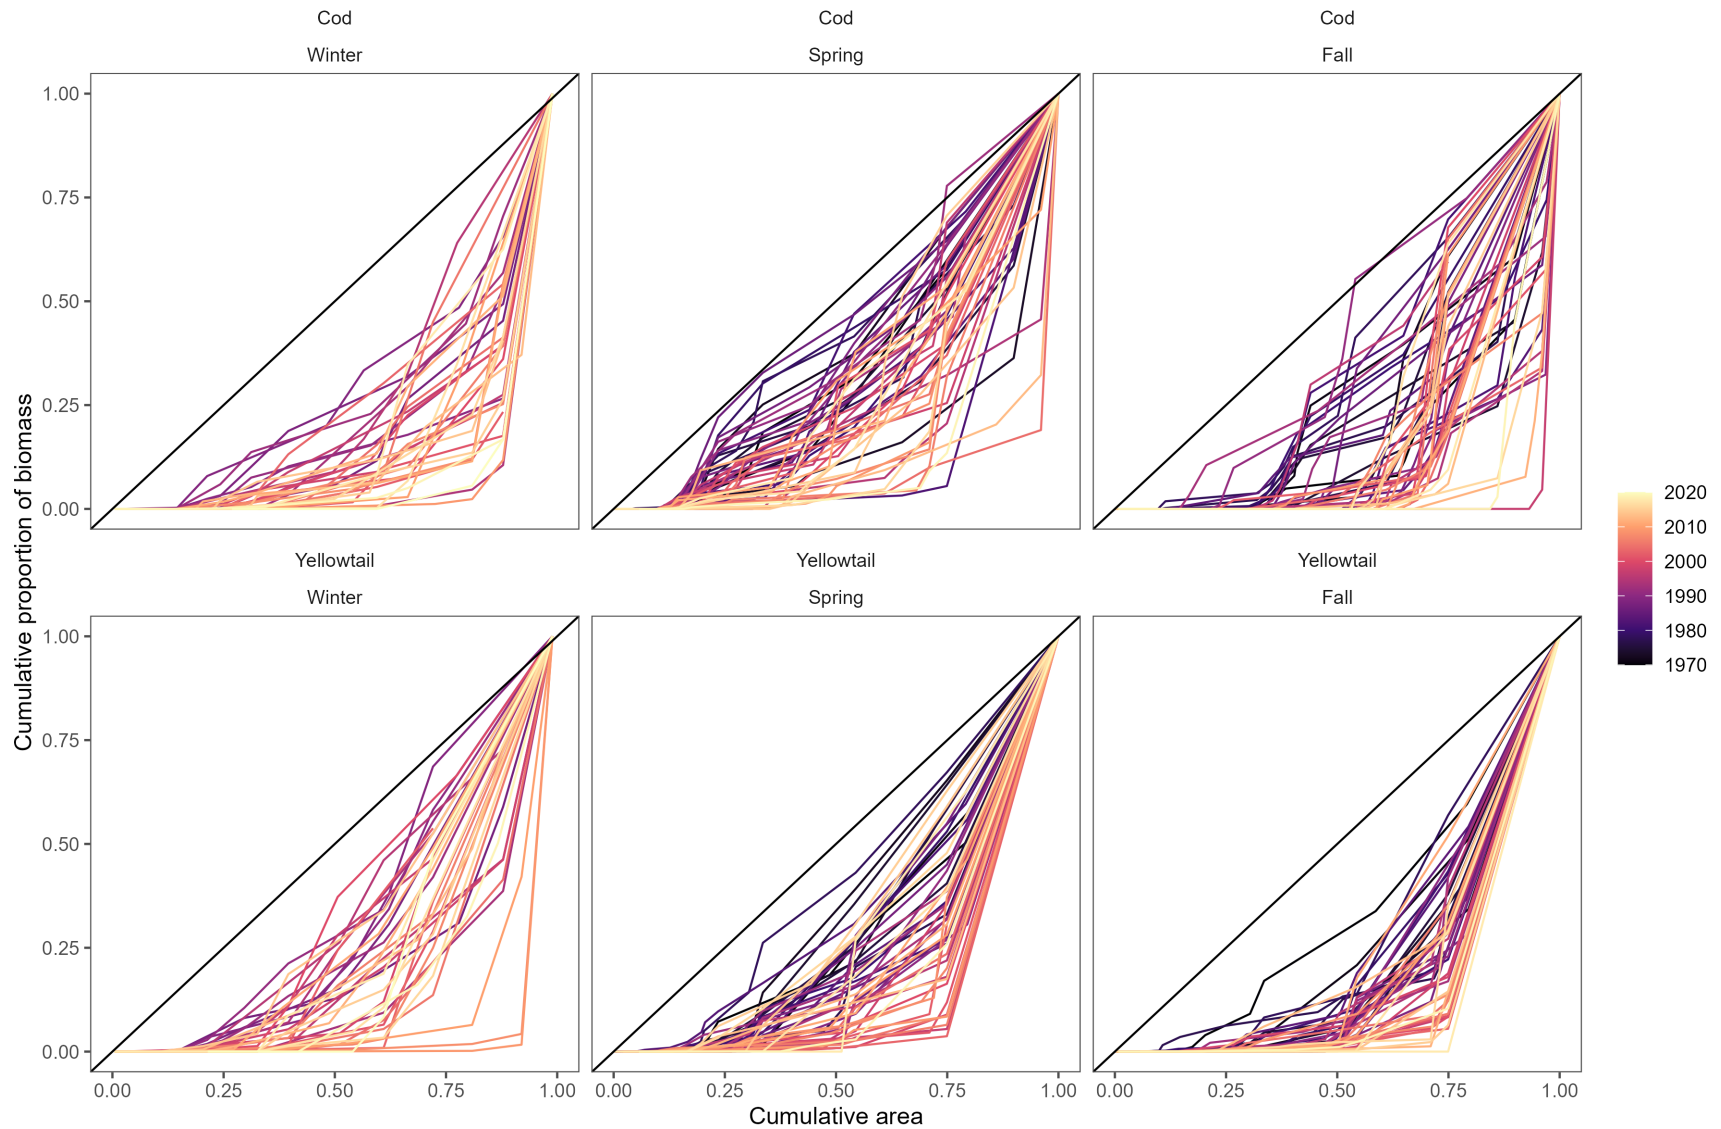 Cod Cod Cod
Winter Spring Fall
1.00
0.75
0.50
0.25
0.00
Cumulative proportion of biomass
2020
2010
2000
1990
1980
1970
Yellowtail Yellowtail Yellowtail
Winter Spring Fall
1.00
0.75
0.50
0.25
0.00
0.00 0.25 0.50 0.75 1.00 0.00 0.25 0.50 0.75 1.00 0.00 0.25 0.50 0.75 1.00
Cumulative area